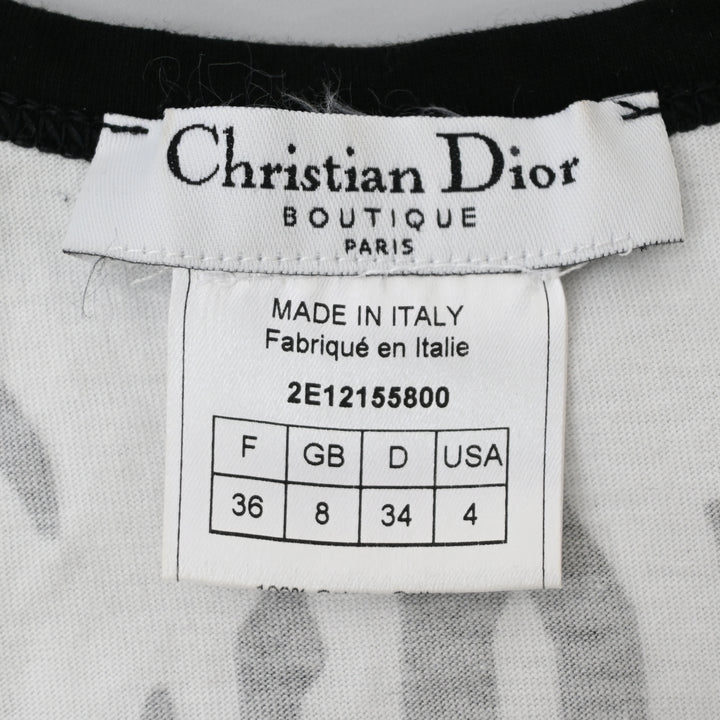 Christian Dior
BOUTIQUE
PARIS
MADE IN ITALY
Fabriqué en Italie
2E12155800
F GB D USA
36 8 34 4